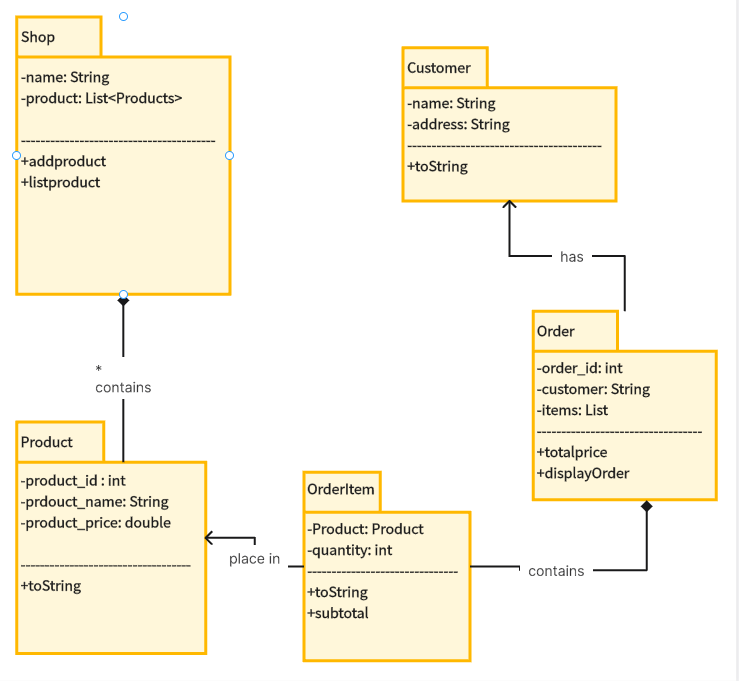 Shop
-name: String
-product: List<Products>
----------------------------------------
+addproduct
+listproduct
Customer
-name: String
-address: String
----------------------------------------
+toString
has
Order
-order_id: int
-customer: String
-items: List
----------------------------------
+totalprice
+displayOrder
*
contains
Product
-product_id : int
-prdouct_name: String
-product_price: double
-----------------------------------
+toString
place in
OrderItem
-Product: Product
-quantity: int
-------------------------------
+toString
+subtotal
contains